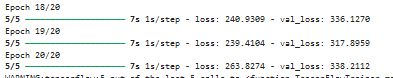 Epoch 18/20
5/5 ━━━━━━━━━━━━━━━━━━━━ 7s 1s/step - loss: 240.9309 - val_loss: 336.1270
Epoch 19/20
5/5 ━━━━━━━━━━━━━━━━━━━━ 7s 1s/step - loss: 239.4104 - val_loss: 317.8959
Epoch 20/20
5/5 ━━━━━━━━━━━━━━━━━━━━ 7s 1s/step - loss: 263.8274 - val_loss: 338.2112